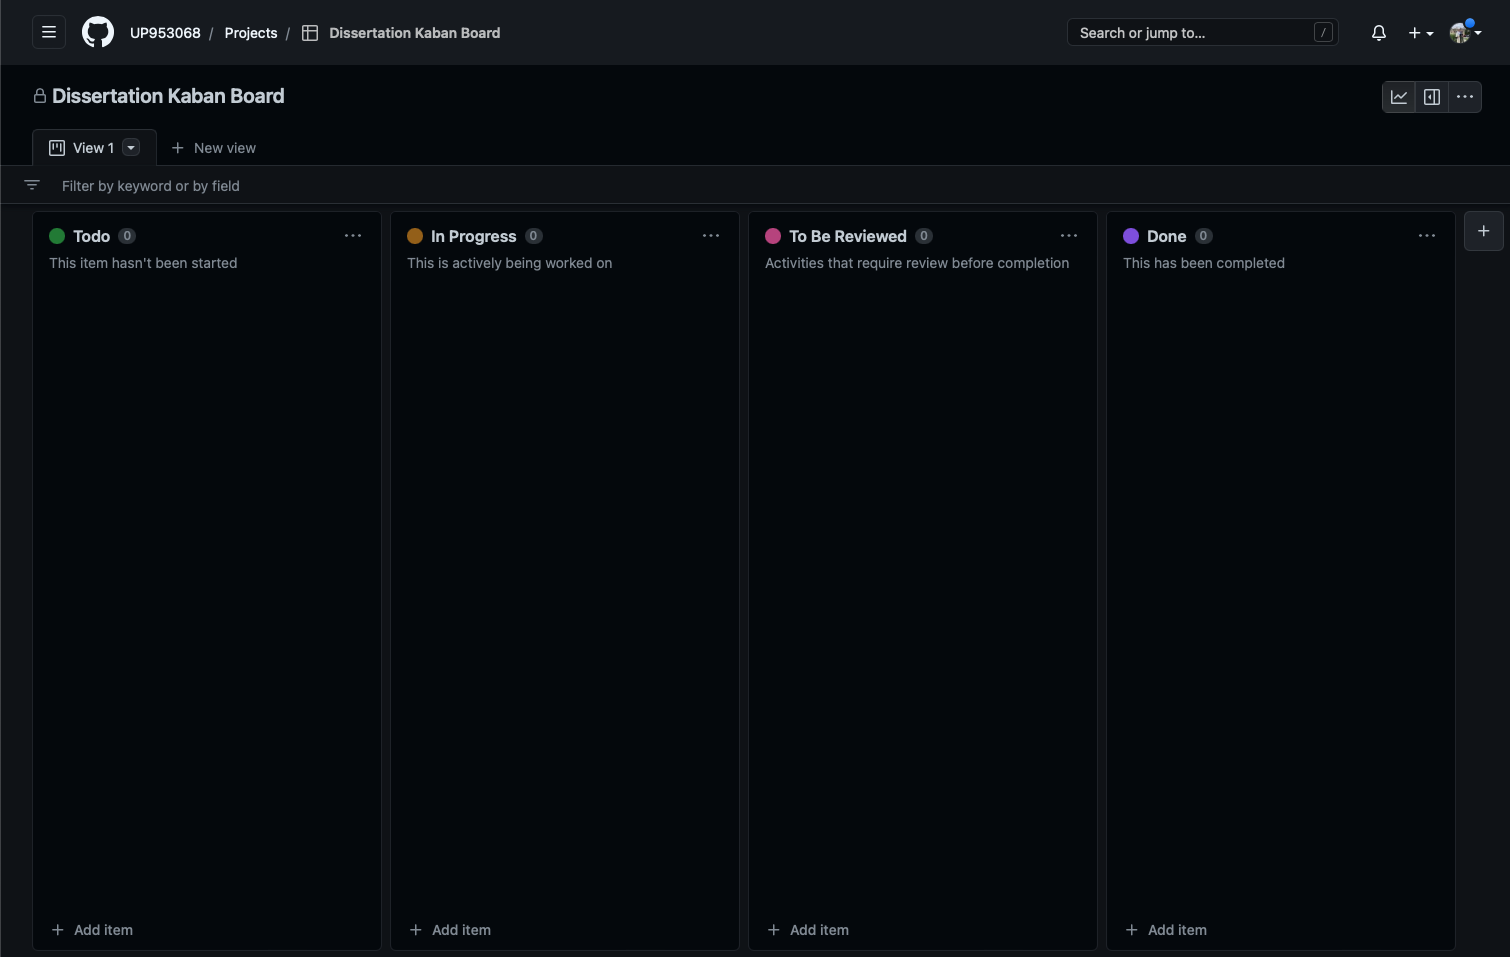 UP953068 / Projects / Dissertation Kaban Board
Search or jump to... /
Dissertation Kaban Board
View 1
New view
Filter by keyword or by field
Todo 0
This item hasn't been started
In Progress 0
This is actively being worked on
To Be Reviewed 0
Activities that require review before completion
Done 0
This has been completed
Add item
Add item
Add item
Add item